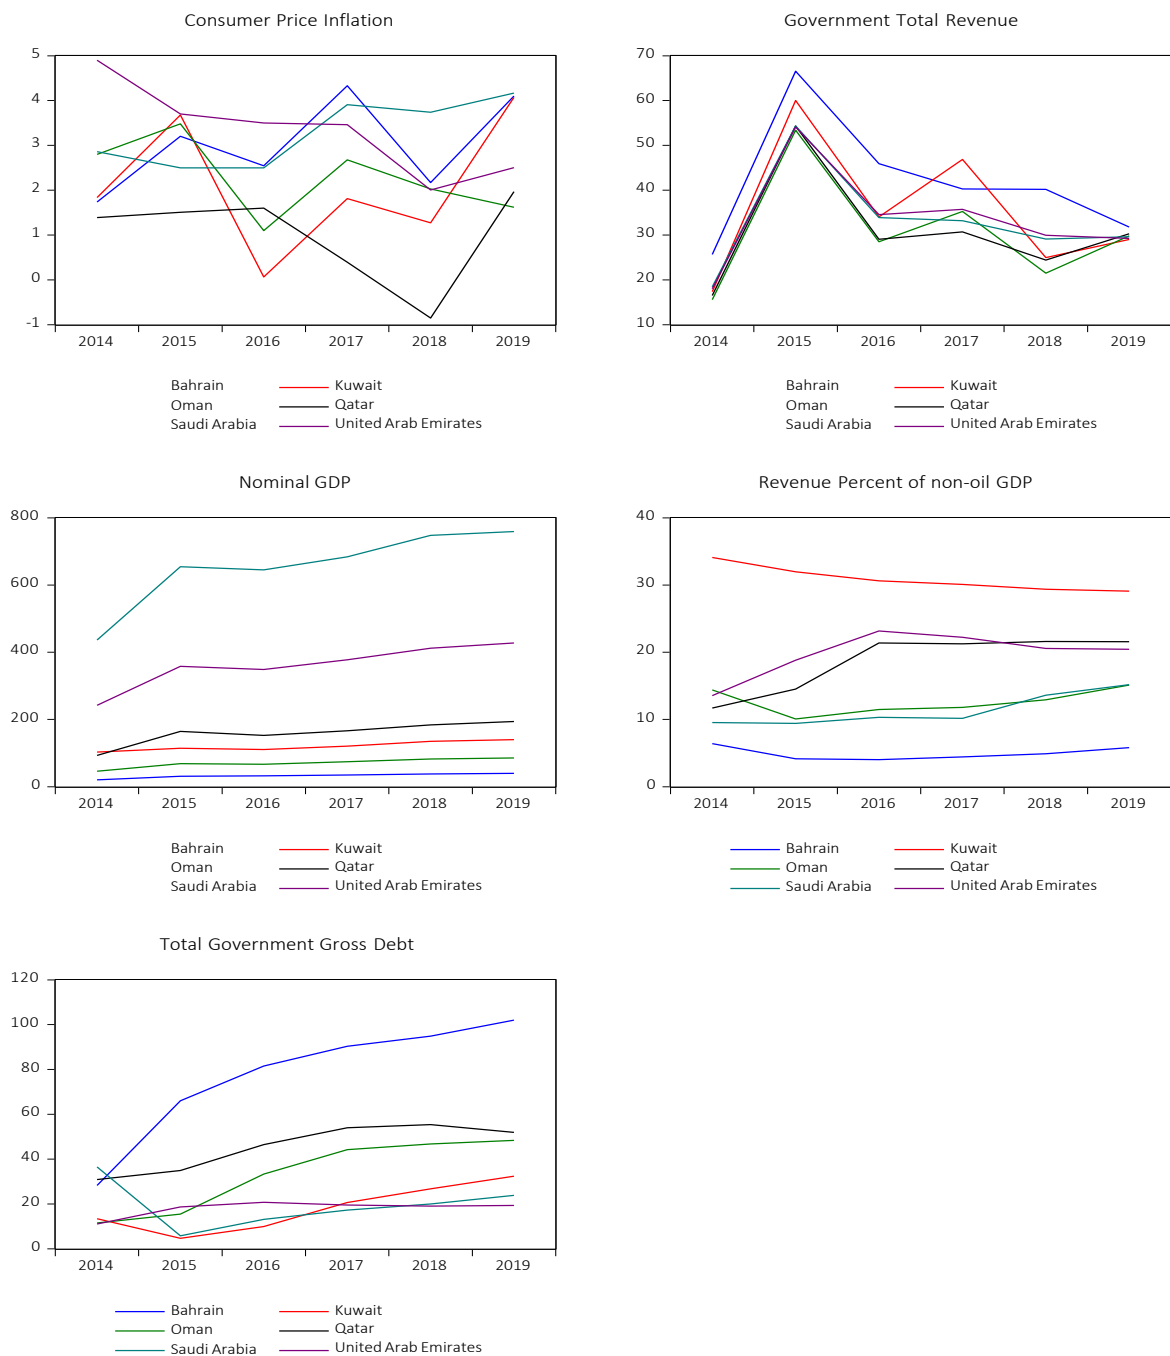 Consumer Price Inflation
5
4
3
2
1
0
-1
2014 2015 2016 2017 2018 2019
Bahrain Kuwait
Oman Qatar
Saudi Arabia United Arab Emirates
Government Total Revenue
70
60
50
40
30
20
10
2014 2015 2016 2017 2018 2019
Bahrain Kuwait
Oman Qatar
Saudi Arabia United Arab Emirates
Nominal GDP
800
600
400
200
0
2014 2015 2016 2017 2018 2019
Bahrain Kuwait
Oman Qatar
Saudi Arabia United Arab Emirates
Revenue Percent of non-oil GDP
40
30
20
10
0
2014 2015 2016 2017 2018 2019
Bahrain Kuwait
Oman Qatar
Saudi Arabia United Arab Emirates
Total Government Gross Debt
120
100
80
60
40
20
0
2014 2015 2016 2017 2018 2019
Bahrain Kuwait
Oman Qatar
Saudi Arabia United Arab Emirates